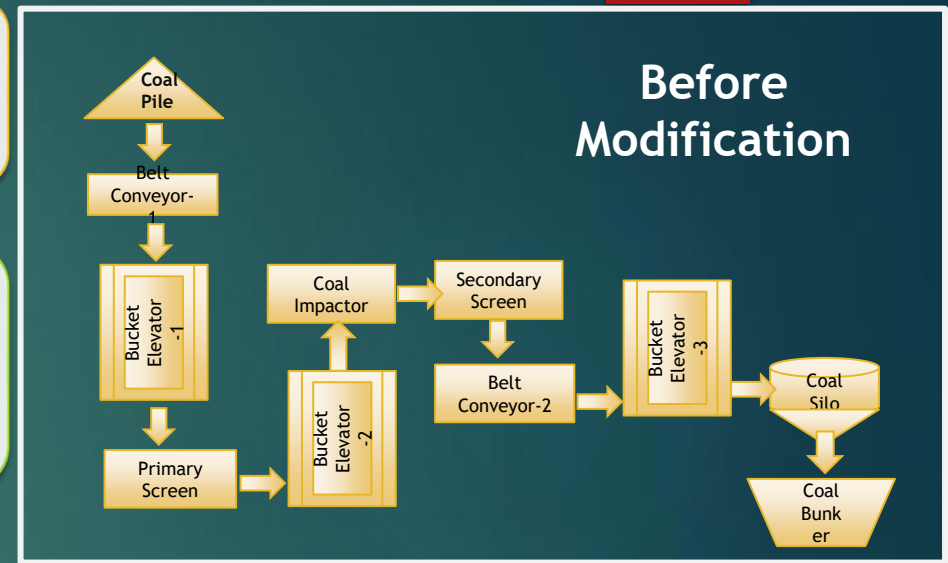 Before
Modification
Coal
Pile
Belt
Conveyor-
1
Bucket
Elevator
-1
Primary
Screen
Bucket
Elevator
-2
Coal
Impactor
Secondary
Screen
Belt
Conveyor-2
Bucket
Elevator
-3
Coal
Silo
Coal
Bunk
er